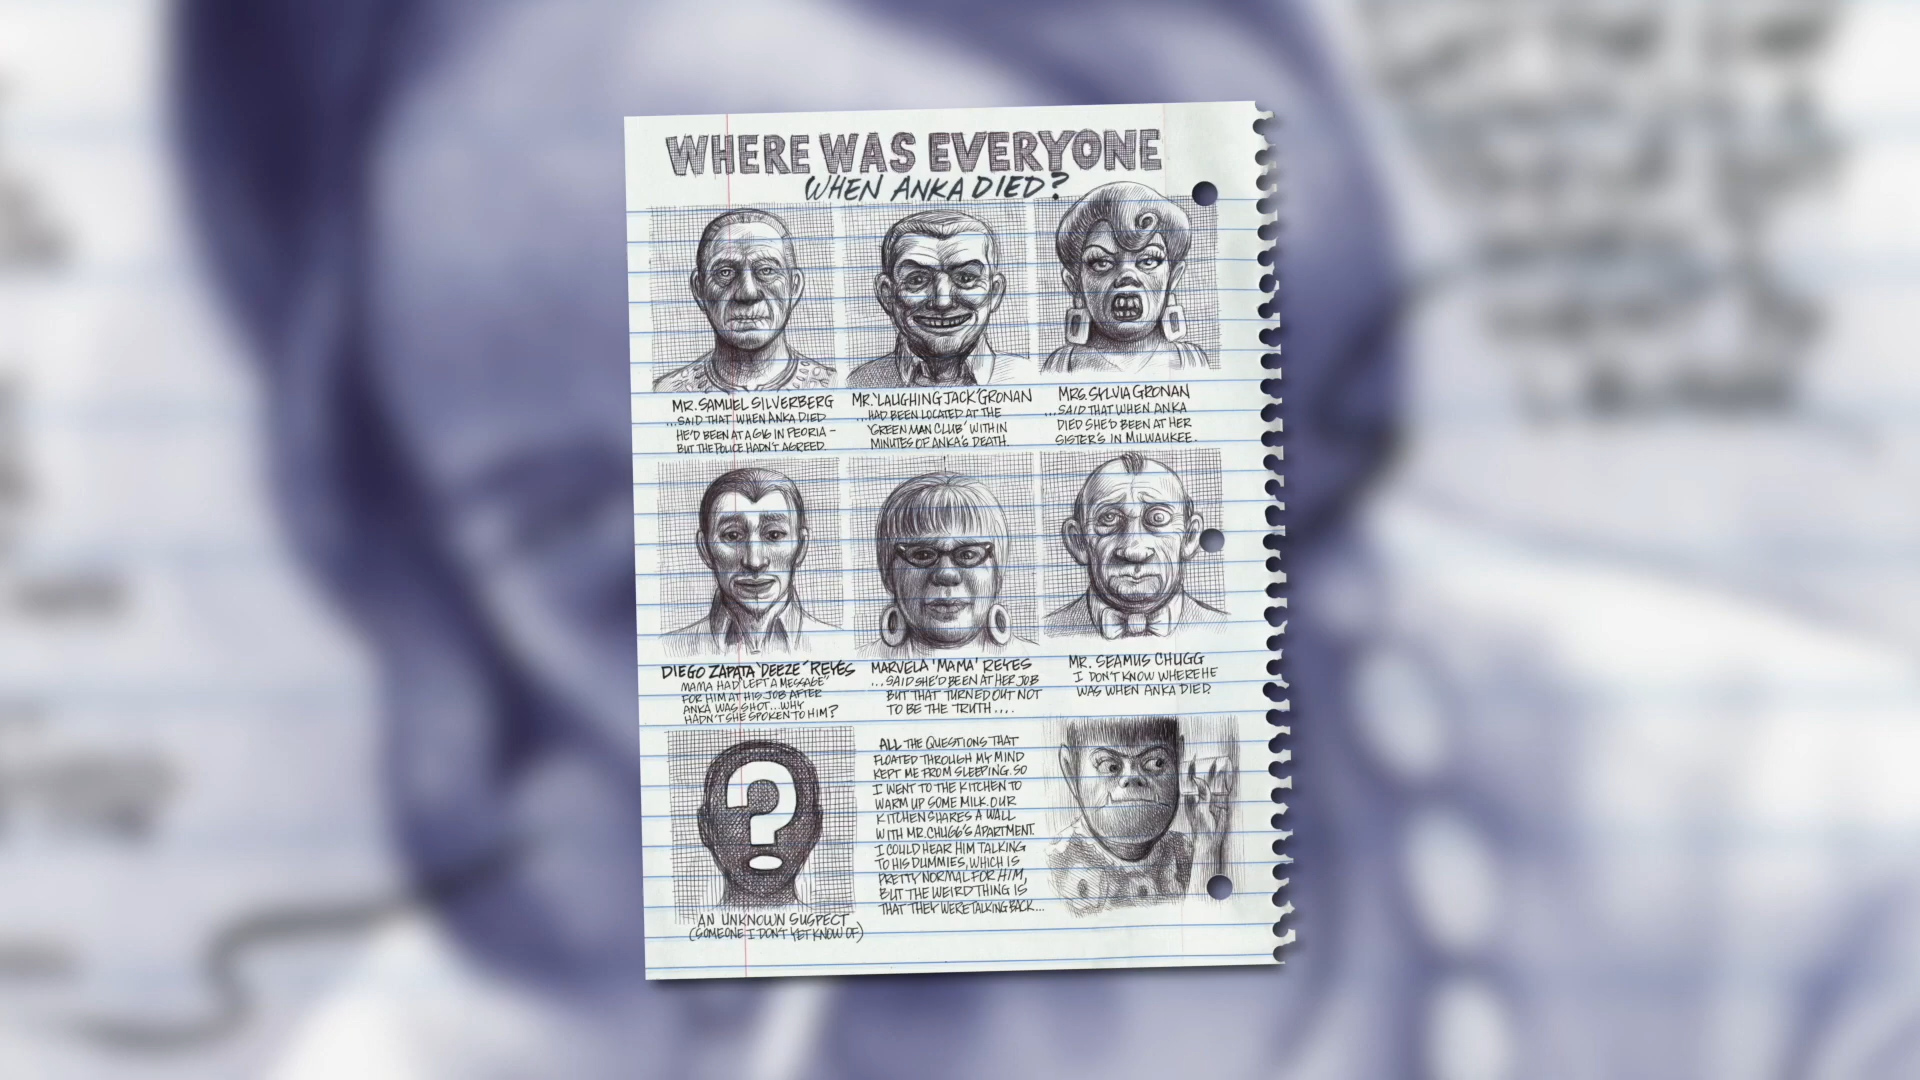 WHERE WAS EVERYONE
WHEN ANKA DIED?
MR. SAMUEL SILVERBERG
...SAID THAT WHEN ANKA DIED
HE'D BEEN AT A GIG IN PEORIA -
BUT THE POLICE HADN'T AGREED.
MR. 'LAUGHING JACK' GRONAN
...HAD BEEN LOCATED AT THE
'GREEN MAN CLUB' WITHIN
MINUTES OF ANKA'S DEATH.
MRS. SYLVIA GRONAN
...SAID THAT WHEN ANKA
DIED SHE'D BEEN AT HER
SISTER'S IN MILWAUKEE.
DIEGO ZAPATA 'DEEZE' REYES
MAMA HAD 'LEFT A MESSAGE'
FOR HIM AT HIS JOB AFTER
ANKA WAS SHOT...WHY
HADN'T SHE SPOKEN TO HIM?
MARVELA 'MAMA' REYES
...SAID SHE'D BEEN AT HER JOB
BUT THAT TURNED OUT NOT
TO BE THE TRUTH....
MR. SEAMUS CHUGG
I DON'T KNOW WHERE HE
WAS WHEN ANKA DIED.
?
AN UNKNOWN SUSPECT
(SOMEONE I DON'T YET KNOW OF)
ALL THE QUESTIONS THAT
FLOATED THROUGH MY MIND
KEPT ME FROM SLEEPING. SO
I WENT TO THE KITCHEN TO
WARM UP SOME MILK. OUR
KITCHEN SHARES A WALL
WITH MR. CHUGG'S APARTMENT.
I COULD HEAR HIM TALKING
TO HIS DUMMIES, WHICH IS
PRETTY NORMAL FOR HIM,
BUT THE WEIRD THING IS
THAT THEY WERE TALKING BACK...